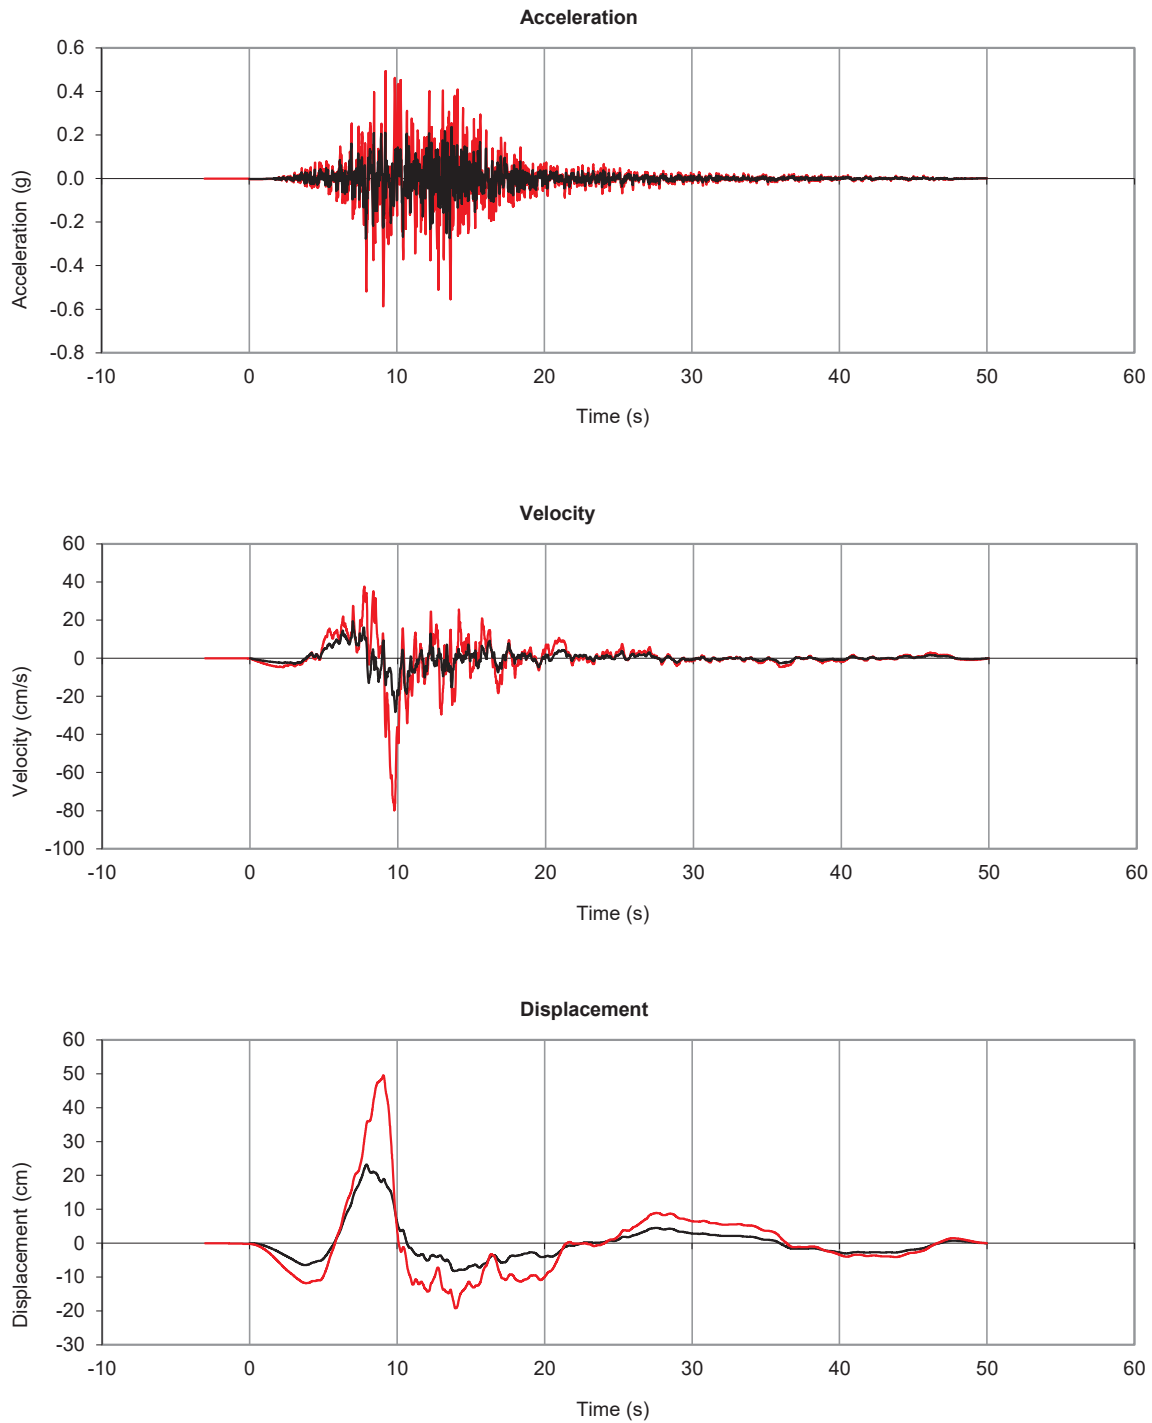 Acceleration
0.6
0.4
0.2
0.0
-0.2
-0.4
-0.6
-0.8
Acceleration (g)
-10 0 10 20 30 40 50 60
Time (s)
Velocity
60
40
20
0
-20
-40
-60
-80
-100
Velocity (cm/s)
-10 0 10 20 30 40 50 60
Time (s)
Displacement
60
50
40
30
20
10
0
-10
-20
-30
Displacement (cm)
-10 0 10 20 30 40 50 60
Time (s)